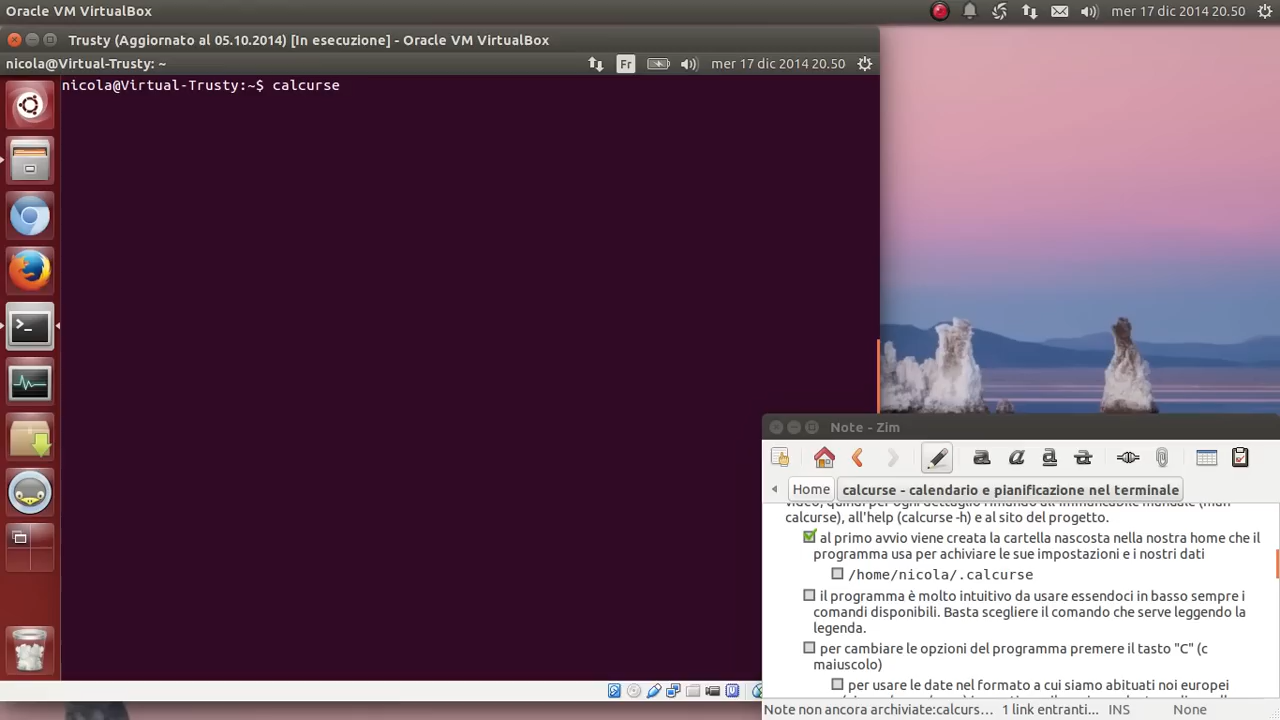 Oracle VM VirtualBox
mer 17 dic 2014 20.50
Trusty (Aggiornato al 05.10.2014) [In esecuzione] - Oracle VM VirtualBox
nicola@Virtual-Trusty: ~
Fr
mer 17 dic 2014 20.50
nicola@Virtual-Trusty:~$ calcurse
Note - Zim
Home
calcurse - calendario e pianificazione nel terminale
calcurse), all'help (calcurse -h) e al sito del progetto.
al primo avvio viene creata la cartella nascosta nella nostra home che il
programma usa per achiviare le sue impostazioni e i nostri dati
/home/nicola/.calcurse
il programma è molto intuitivo da usare essendoci in basso sempre i
comandi disponibili. Basta scegliere il comando che serve leggendo la
legenda.
per cambiare le opzioni del programma premere il tasto "C" (c
maiuscolo)
per usare le date nel formato a cui siamo abituati noi europei
Note non ancora archiviate:calcurs...
1 link entranti...
INS
None